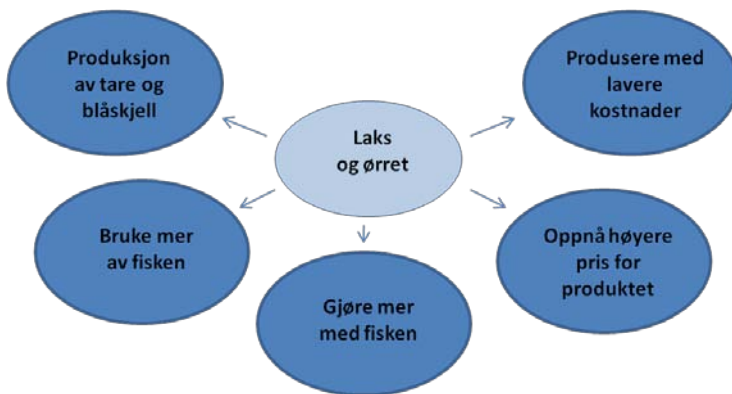 Produksjon
av tare og
blåskjell
Produsere med
lavere
kostnader
Laks
og ørret
Bruke mer
av fisken
Oppnå høyere
pris for
produktet
Gjøre mer
med fisken